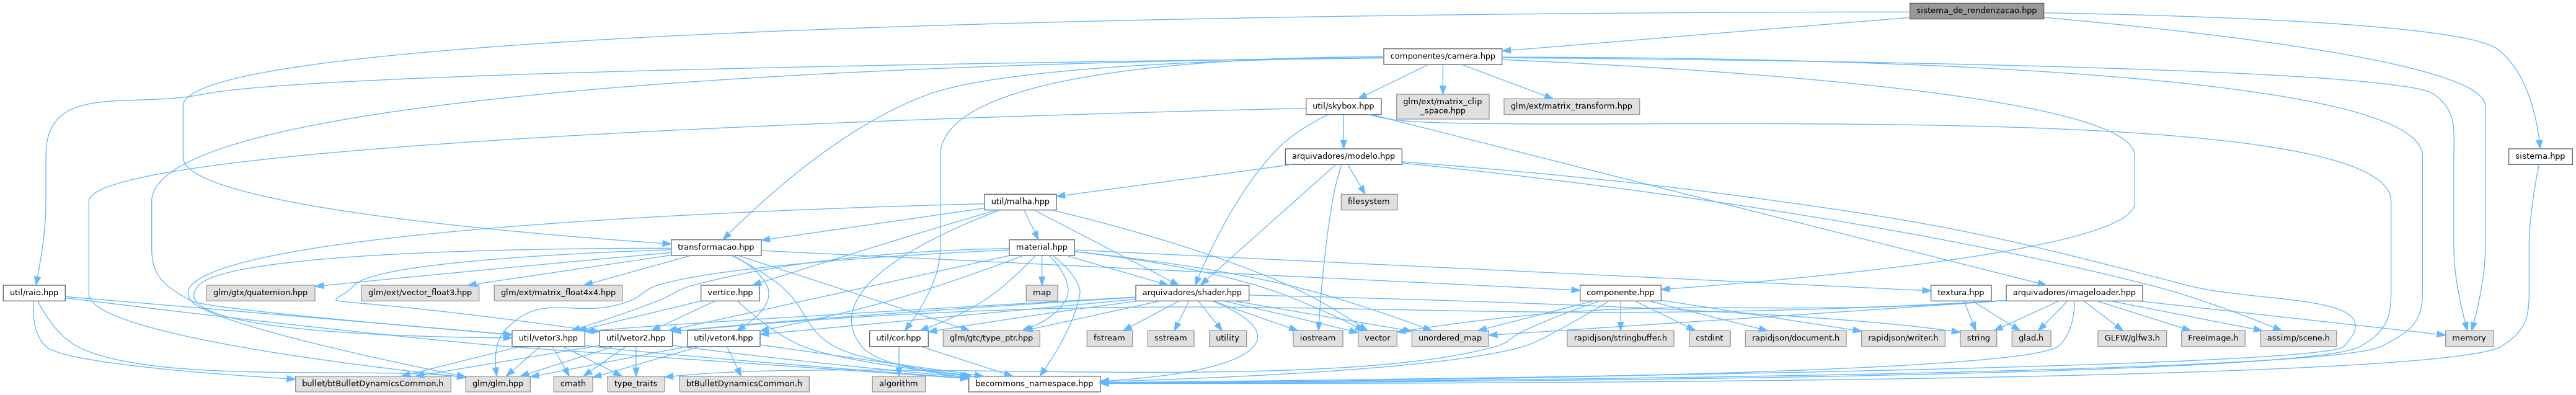 sistema_de_renderizacao.hpp
componentes/camera.hpp
util/skybox.hpp
glm/ext/matrix_clip
_space.hpp
glm/ext/matrix_transform.hpp
arquivadores/modelo.hpp
sistema.hpp
util/malha.hpp
filesystem
transformacao.hpp
material.hpp
util/raio.hpp
glm/gtx/quaternion.hpp
glm/ext/vector_float3.hpp
glm/ext/matrix_float4x4.hpp
vertice.hpp
map
arquivadores/shader.hpp
componente.hpp
textura.hpp
arquivadores/imageloader.hpp
util/vetor3.hpp
util/vetor2.hpp
util/vetor4.hpp
util/cor.hpp
glm/gtc/type_ptr.hpp
fstream
sstream
utility
iostream
vector
unordered_map
rapidjson/stringbuffer.h
cstdint
rapidjson/document.h
rapidjson/writer.h
string
glad.h
GLFW/glfw3.h
FreeImage.h
assimp/scene.h
memory
bullet/btBulletDynamicsCommon.h
glm/glm.hpp
cmath
type_traits
btBulletDynamicsCommon.h
algorithm
becommons_namespace.hpp